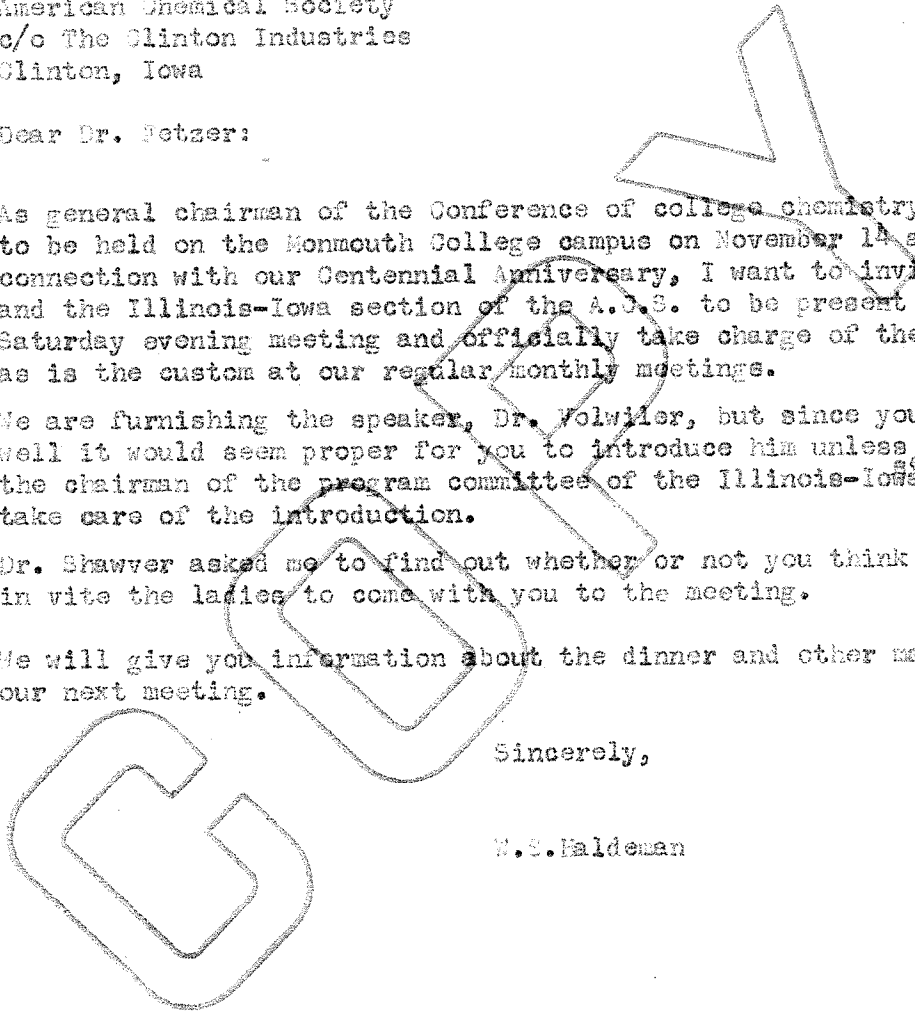 American Chemical Society
c/o The Clinton Industries
Clinton, Iowa
Dear Dr. Fetzer:
As general chairman of the Conference of college chemistry
to be held on the Monmouth College campus on November 14 a
connection with our Centennial Anniversary, I want to invi
and the Illinois-Iowa section of the A.C.S. to be present
Saturday evening meeting and officially take charge of the
as is the custom at our regular monthly meetings.
We are furnishing the speaker, Dr. Volwiler, but since you
well it would seem proper for you to introduce him unless
the chairman of the program committee of the Illinois-Iowa
take care of the introduction.
Dr. Shawver asked me to find out whether or not you think
in vite the ladies to come with you to the meeting.
We will give you information about the dinner and other ma
our next meeting.
Sincerely,
W.S.Haldeman
COPY